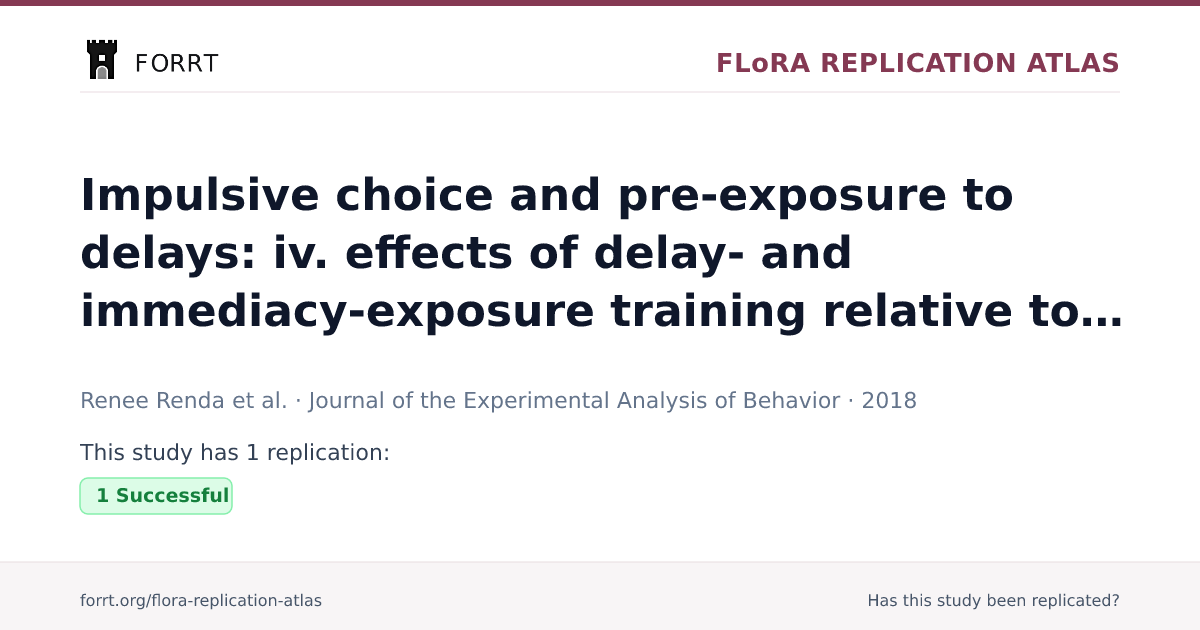 FORRT
FLoRA REPLICATION ATLAS
Impulsive choice and pre-exposure to
delays: iv. effects of delay- and
immediacy-exposure training relative to…
Renee Renda et al. · Journal of the Experimental Analysis of Behavior · 2018
This study has 1 replication:
1 Successful
forrt.org/flora-replication-atlas
Has this study been replicated?